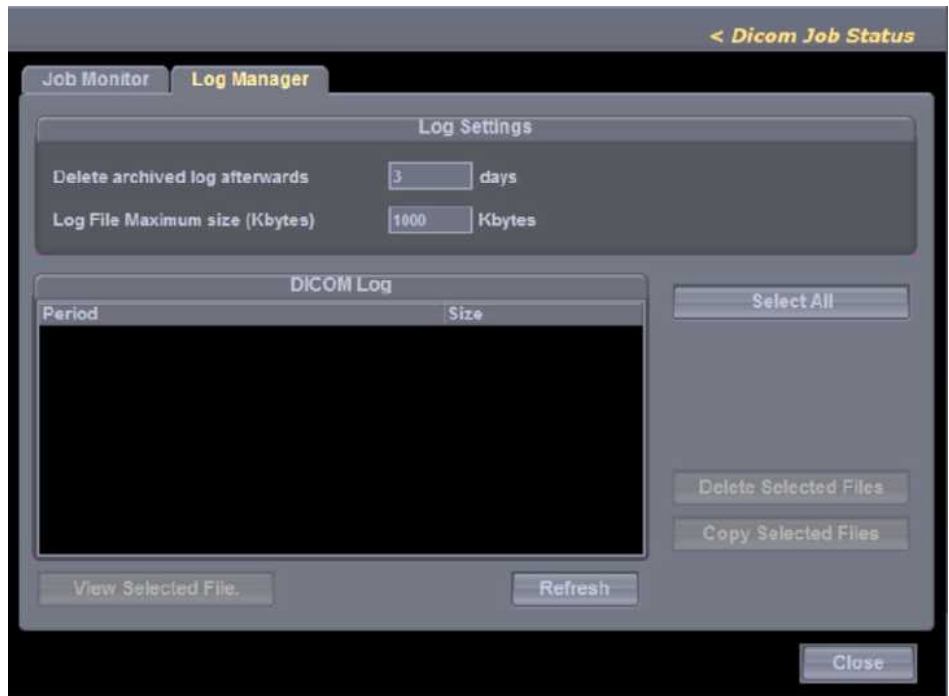 < Dicom Job Status
Job Monitor Log Manager
Log Settings
Delete archived log afterwards 3 days
Log File Maximum size (Kbytes) 1000 Kbytes
DICOM Log
Period Size
Select All
Delete Selected Files
Copy Selected Files
View Selected File. Refresh
Close